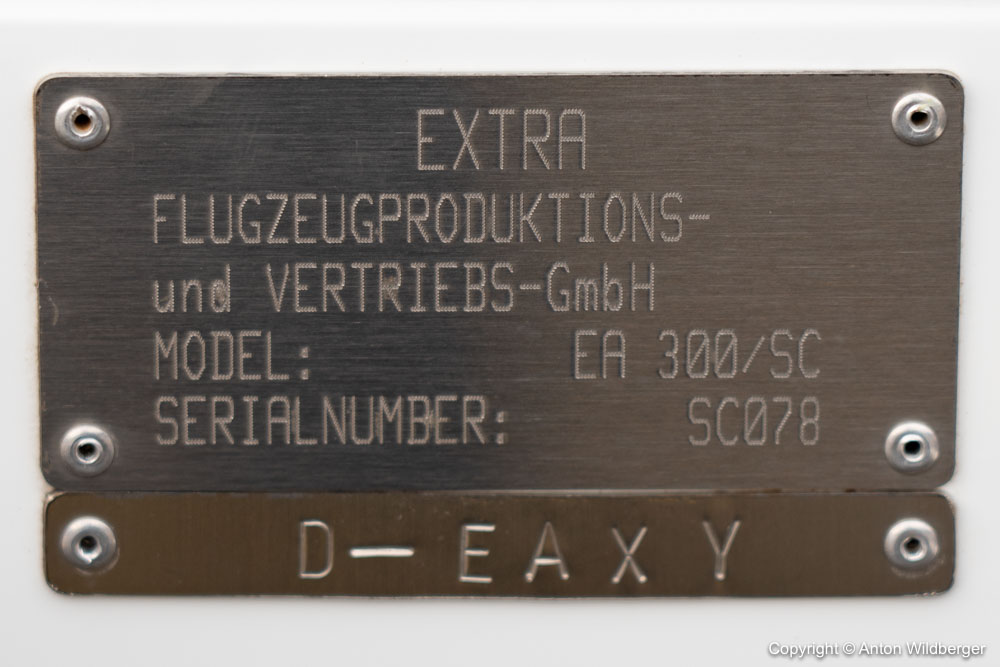 EXTRA
FLUGZEUGPRODUKTIONS-
und VERTRIEBS-GmbH
MODEL: EA 300/SC
SERIALNUMBER: SC078
D-EAXY
Copyright © Anton Wildberger